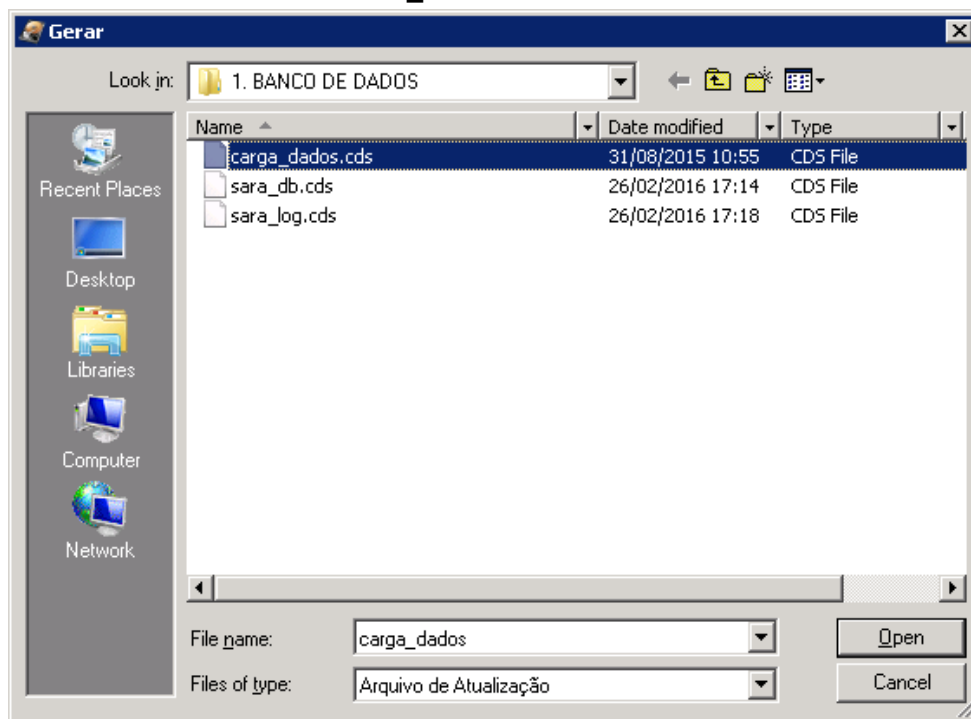 Gerar
Look in: 1. BANCO DE DADOS
Name Date modified Type
carga_dados.cds 31/08/2015 10:55 CDS File
sara_db.cds 26/02/2016 17:14 CDS File
sara_log.cds 26/02/2016 17:18 CDS File
Recent Places
Desktop
Libraries
Computer
Network
File name: carga_dados Open
Files of type: Arquivo de Atualização Cancel